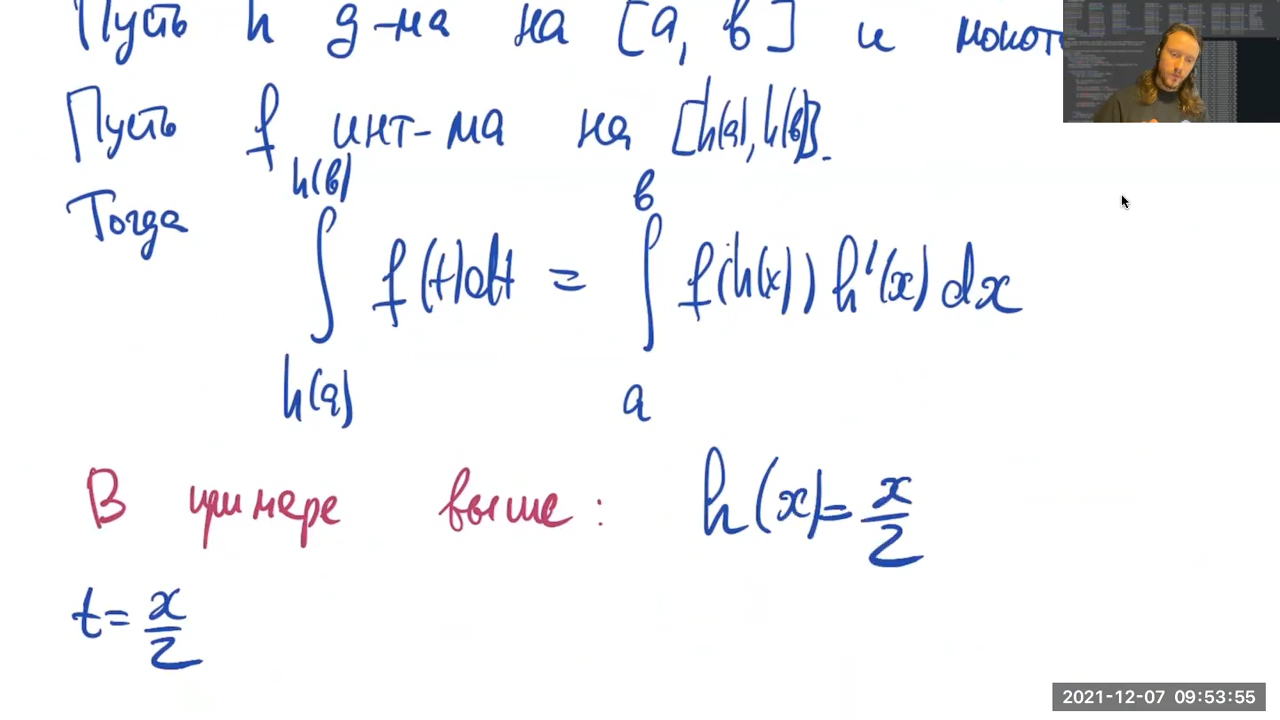 Пусть h д-ма на [a, b] и моното
Пусть f инт-ма на [h(a), h(b)].
Тогда ∫_{h(a)}^{h(b)} f(t)dt = ∫_{a}^{b} f(h(x)) h'(x) dx
В примере выше: h(x) = x/2
t = x/2
2021-12-07 09:53:55